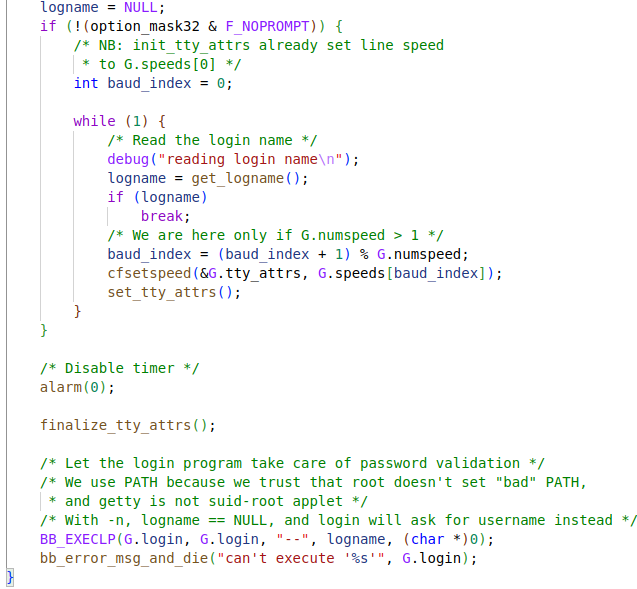 logname = NULL;
if (!(option_mask32 & F_NOPROMPT)) {
/* NB: init_tty_attrs already set line speed
* to G.speeds[0] */
int baud_index = 0;
while (1) {
/* Read the login name */
debug("reading login name\n");
logname = get_logname();
if (logname)
break;
/* We are here only if G.numspeed > 1 */
baud_index = (baud_index + 1) % G.numspeed;
cfsetspeed(&G.tty_attrs, G.speeds[baud_index]);
set_tty_attrs();
}
}
/* Disable timer */
alarm(0);
finalize_tty_attrs();
/* Let the login program take care of password validation */
/* We use PATH because we trust that root doesn't set "bad" PATH,
* and getty is not suid-root applet */
/* With -n, logname == NULL, and login will ask for username instead */
BB_EXECLP(G.login, G.login, "--", logname, (char *)0);
bb_error_msg_and_die("can't execute '%s'", G.login);
}